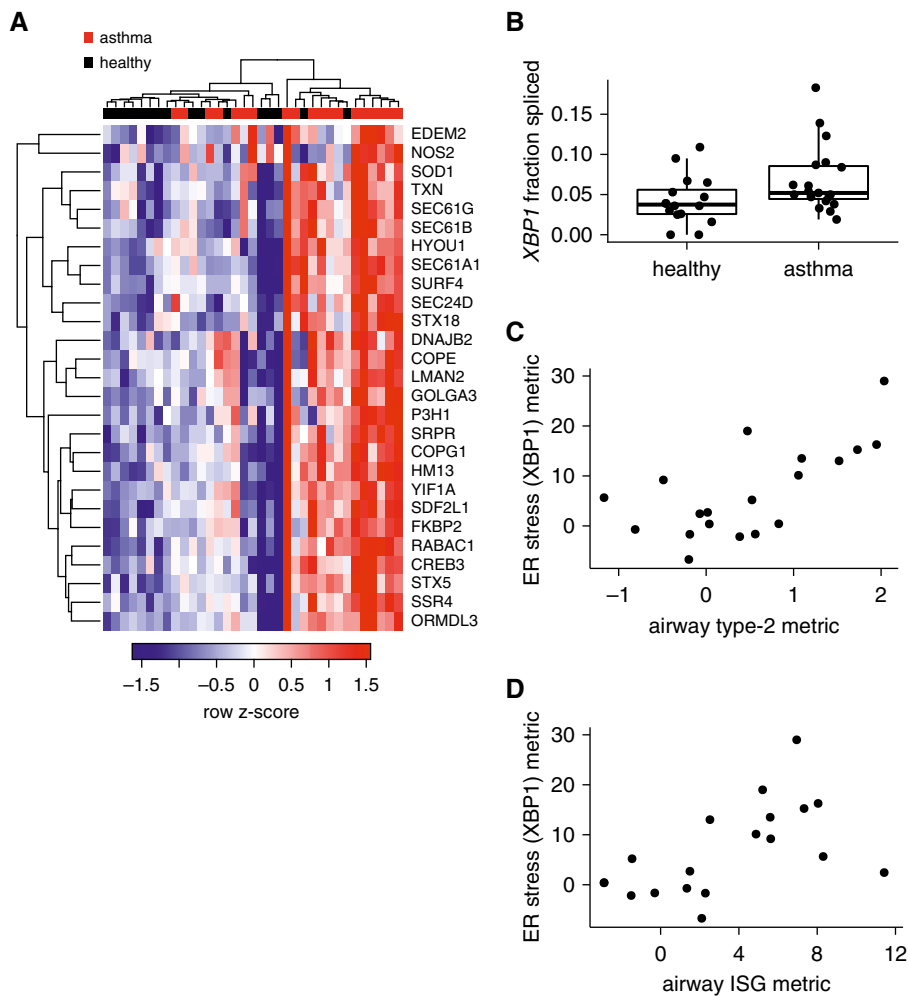 A
asthma
healthy
EDEM2
NOS2
SOD1
TXN
SEC61G
SEC61B
HYOU1
SEC61A1
SURF4
SEC24D
STX18
DNAJB2
COPE
LMAN2
GOLGA3
P3H1
SRPR
COPG1
HM13
YIF1A
SDF2L1
FKBP2
RABAC1
CREB3
STX5
SSR4
ORMDL3
−1.5 −0.5 0 0.5 1 1.5
row z-score
B
XBP1 fraction spliced
0.15
0.10
0.05
0.00
healthy asthma
C
ER stress (XBP1) metric
30
20
10
0
−1 0 1 2
airway type-2 metric
D
ER stress (XBP1) metric
30
20
10
0
0 4 8 12
airway ISG metric